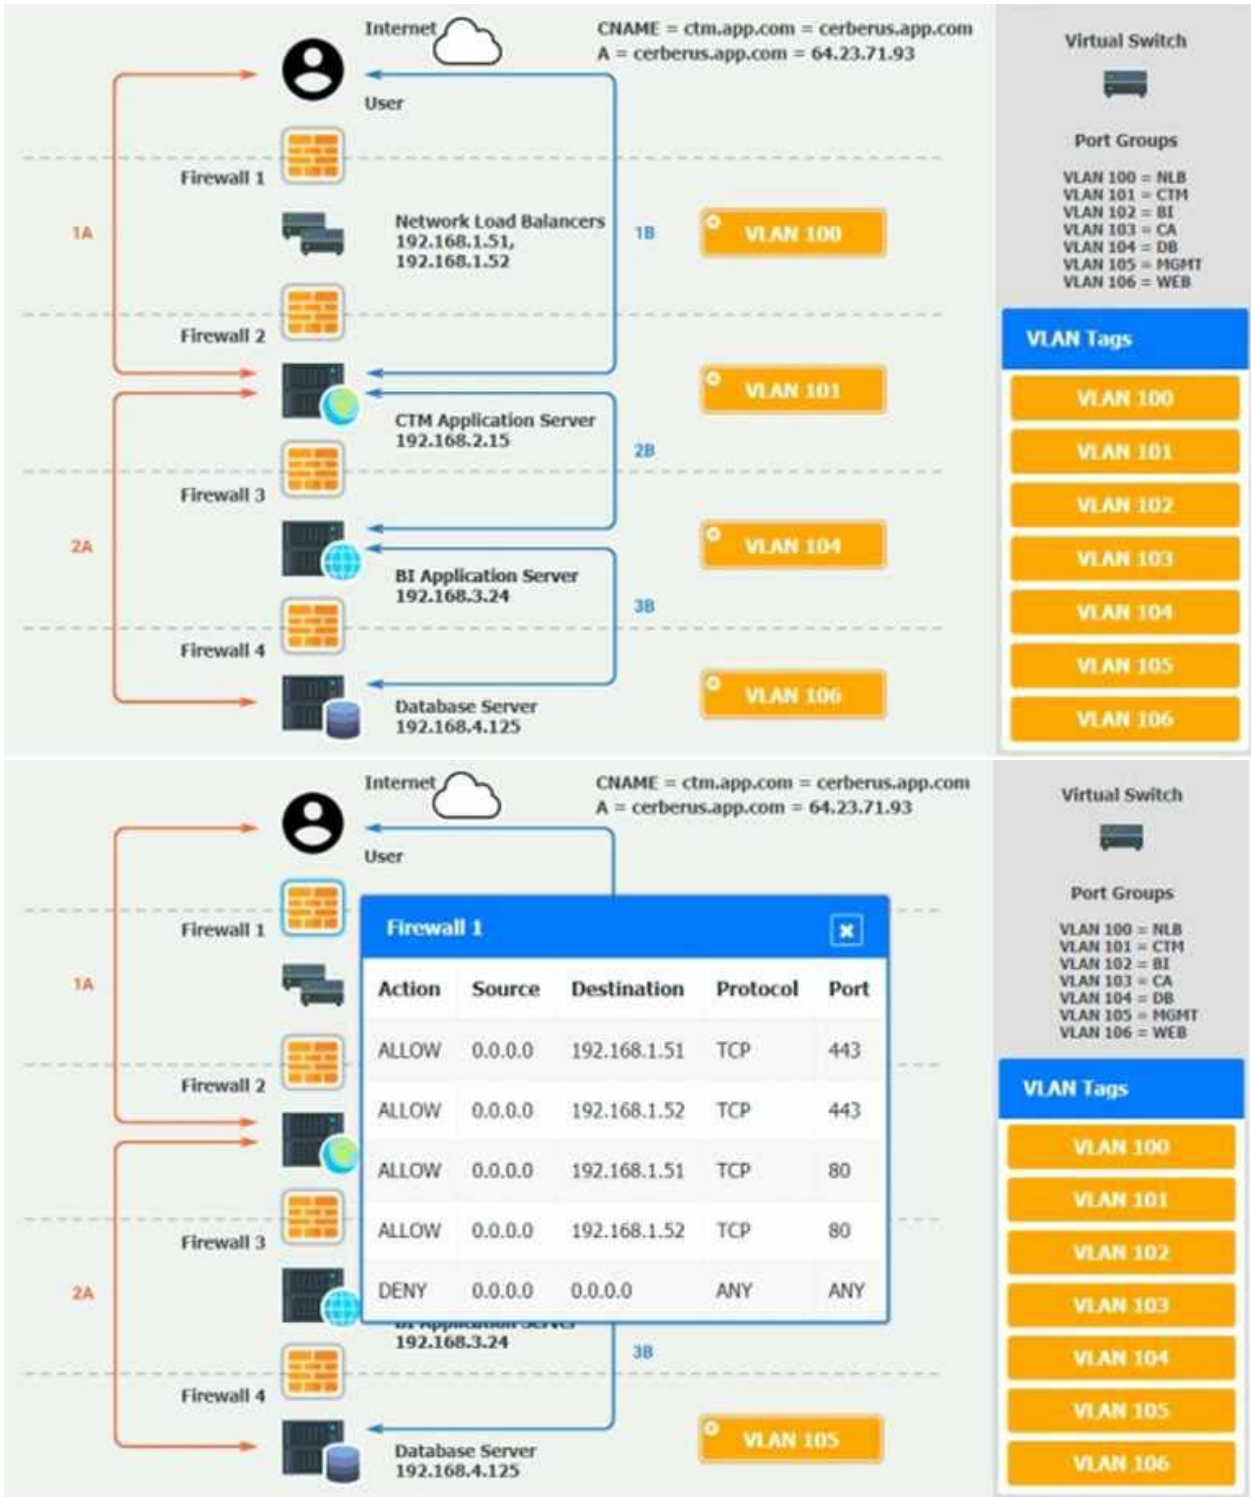 Internet
CNAME = ctm.app.com = cerberus.app.com
A = cerberus.app.com = 64.23.71.93
User
Firewall 1
1A
Network Load Balancers
192.168.1.51,
192.168.1.52
1B
VLAN 100
Firewall 2
VLAN 101
CTM Application Server
192.168.2.15
2B
Firewall 3
2A
VLAN 104
BI Application Server
192.168.3.24
3B
Firewall 4
VLAN 106
Database Server
192.168.4.125
Virtual Switch
Port Groups
VLAN 100 = NLB
VLAN 101 = CTM
VLAN 102 = BI
VLAN 103 = CA
VLAN 104 = DB
VLAN 105 = MGMT
VLAN 106 = WEB
VLAN Tags
VLAN 100
VLAN 101
VLAN 102
VLAN 103
VLAN 104
VLAN 105
VLAN 106
Internet
CNAME = ctm.app.com = cerberus.app.com
A = cerberus.app.com = 64.23.71.93
User
Firewall 1
1A
Firewall 2
Firewall 3
2A
Firewall 1
Action Source Destination Protocol Port
ALLOW 0.0.0.0 192.168.1.51 TCP 443
ALLOW 0.0.0.0 192.168.1.52 TCP 443
ALLOW 0.0.0.0 192.168.1.51 TCP 80
ALLOW 0.0.0.0 192.168.1.52 TCP 80
DENY 0.0.0.0 0.0.0.0 ANY ANY
BI Application Server
192.168.3.24
3B
Firewall 4
VLAN 105
Database Server
192.168.4.125
Virtual Switch
Port Groups
VLAN 100 = NLB
VLAN 101 = CTM
VLAN 102 = BI
VLAN 103 = CA
VLAN 104 = DB
VLAN 105 = MGMT
VLAN 106 = WEB
VLAN Tags
VLAN 100
VLAN 101
VLAN 102
VLAN 103
VLAN 104
VLAN 105
VLAN 106